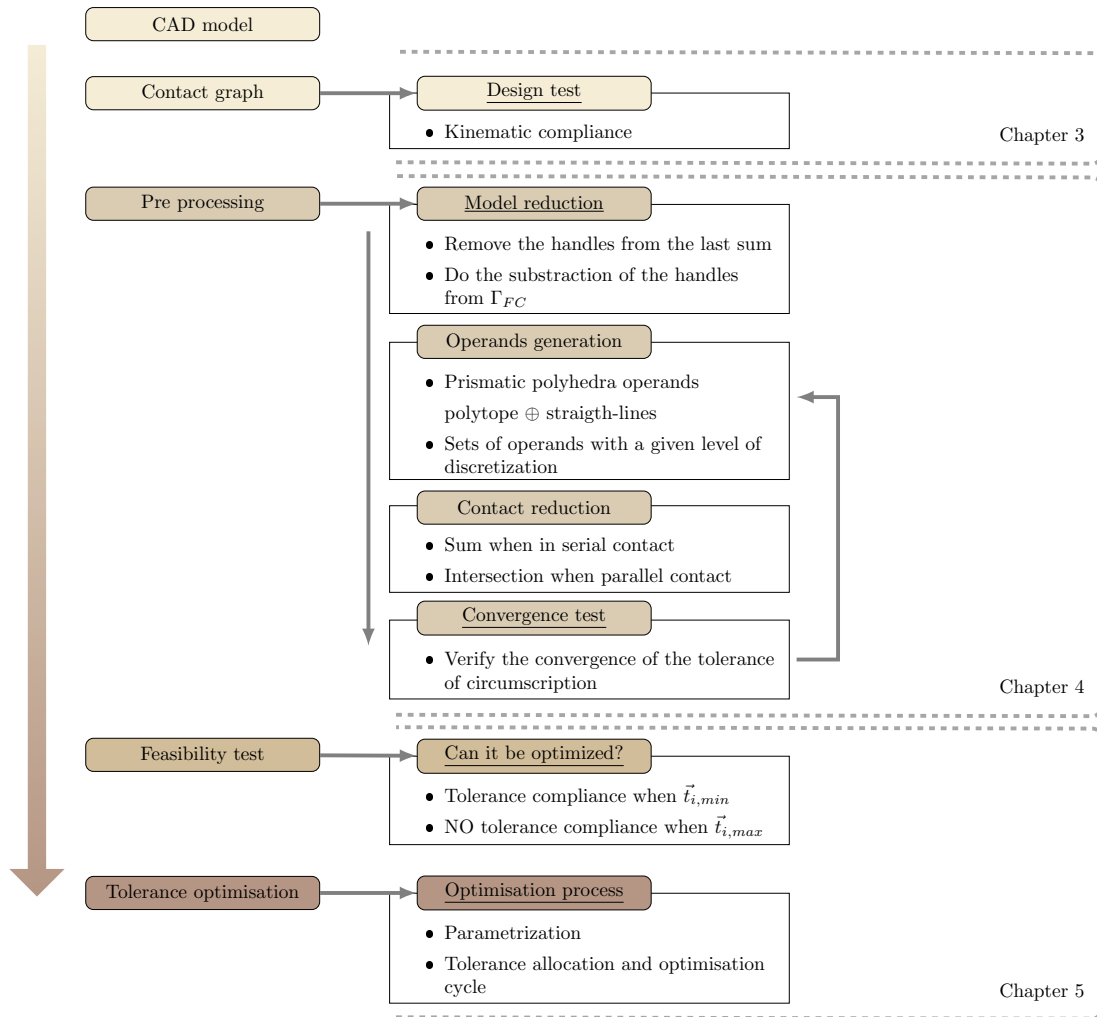 CAD model
Contact graph
Design test
• Kinematic compliance
Chapter 3
Pre processing
Model reduction
• Remove the handles from the last sum
• Do the substraction of the handles
from Γ_{FC}
Operands generation
• Prismatic polyhedra operands
polytope ⊕ straigth-lines
• Sets of operands with a given level of
discretization
Contact reduction
• Sum when in serial contact
• Intersection when parallel contact
Convergence test
• Verify the convergence of the tolerance
of circumscription
Chapter 4
Feasibility test
Can it be optimized?
• Tolerance compliance when \vec{t}_{i,min}
• NO tolerance compliance when \vec{t}_{i,max}
Tolerance optimisation
Optimisation process
• Parametrization
• Tolerance allocation and optimisation
cycle
Chapter 5